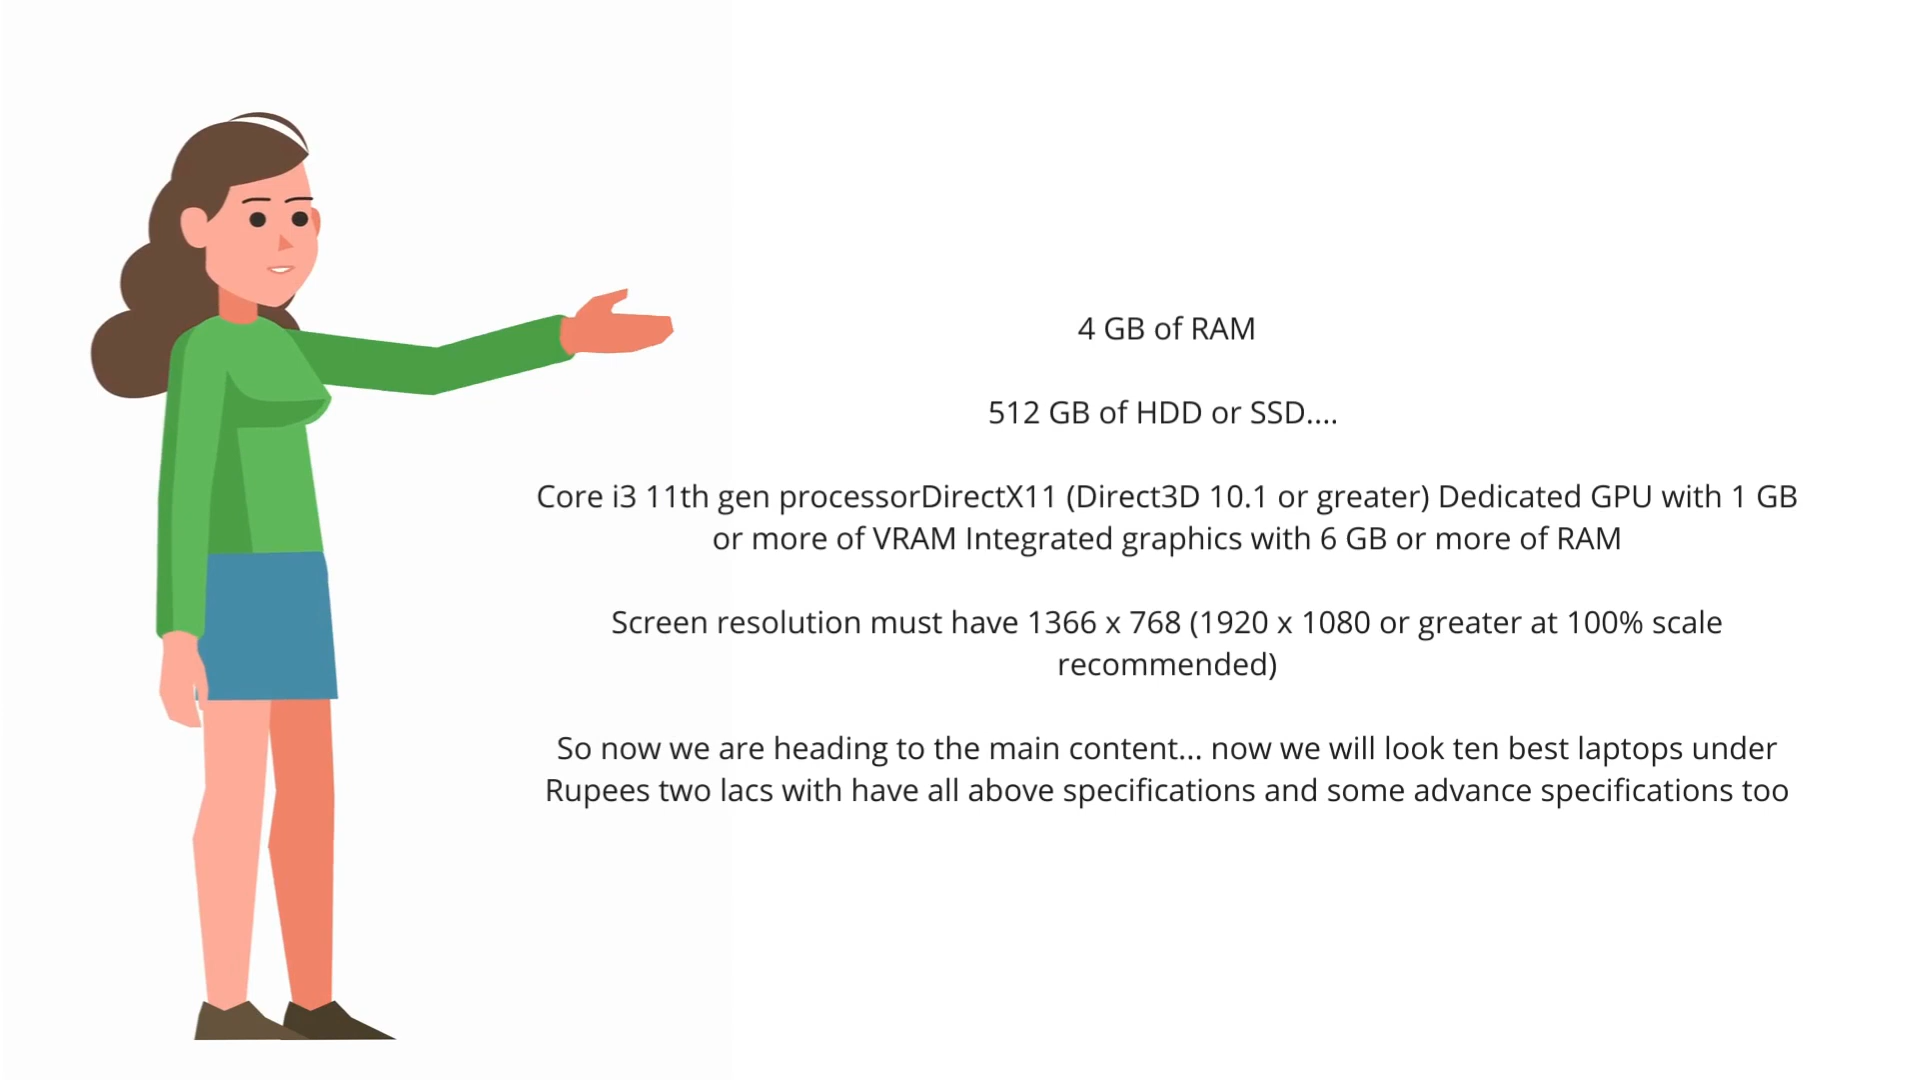 4 GB of RAM
512 GB of HDD or SSD....
Core i3 11th gen processorDirectX11 (Direct3D 10.1 or greater) Dedicated GPU with 1 GB
or more of VRAM Integrated graphics with 6 GB or more of RAM
Screen resolution must have 1366 x 768 (1920 x 1080 or greater at 100% scale
recommended)
So now we are heading to the main content... now we will look ten best laptops under
Rupees two lacs with have all above specifications and some advance specifications too